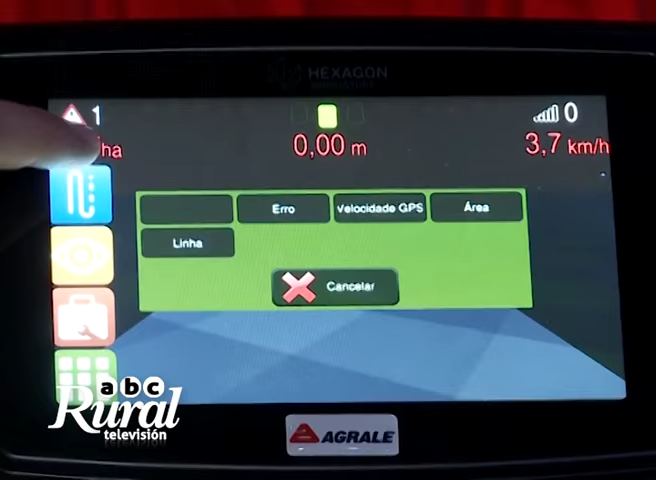 HEXAGON
1
0
ha
0,00 m
3,7 km/h
Erro
Velocidade GPS
Área
Linha
Cancelar
abc
Rural
televisión
AGRALE